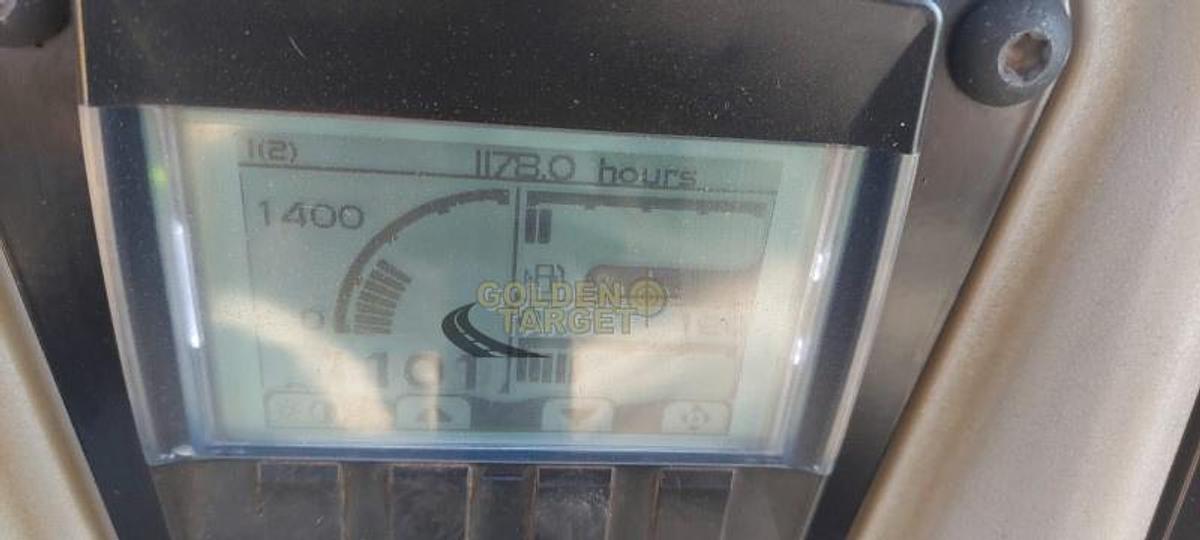 1(2)
1178.0 hours
1400
0
GOLDEN
TARGET